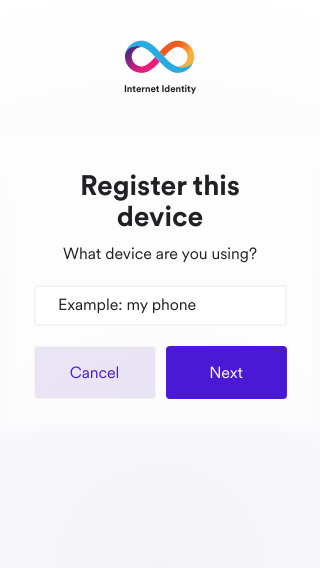 Internet Identity
Register this
device
What device are you using?
Example: my phone
Cancel
Next